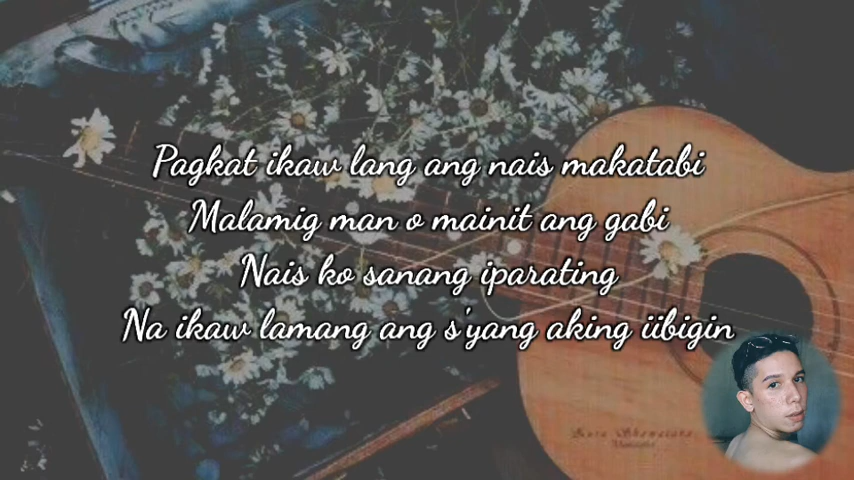 Pagkat ikaw lang ang nais makatabi
Malamig man o mainit ang gabi
Nais ko sanang iparating
Na ikaw lamang ang s'yang aking iibigin